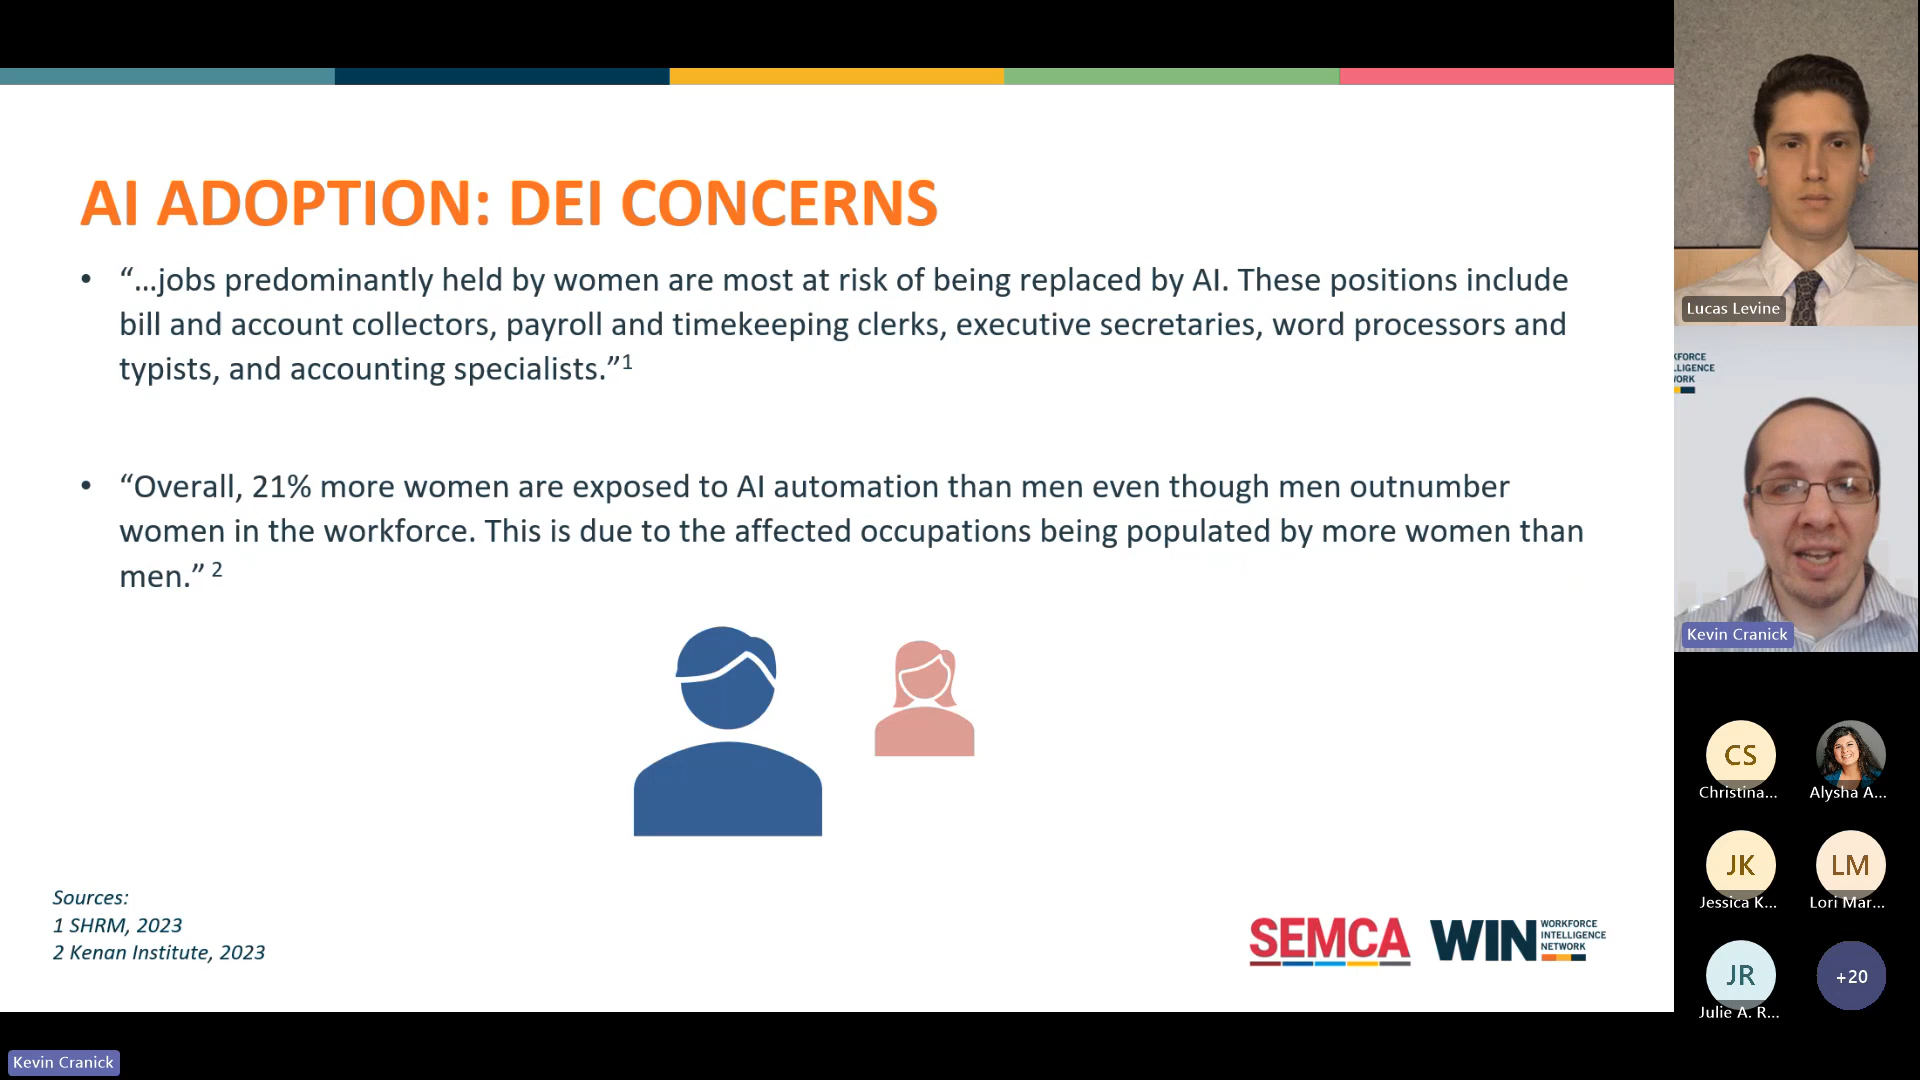 AI ADOPTION: DEI CONCERNS
• “...jobs predominantly held by women are most at risk of being replaced by AI. These positions include
bill and account collectors, payroll and timekeeping clerks, executive secretaries, word processors and
typists, and accounting specialists.”1
• “Overall, 21% more women are exposed to AI automation than men even though men outnumber
women in the workforce. This is due to the affected occupations being populated by more women than
men.” 2
Sources:
1 SHRM, 2023
2 Kenan Institute, 2023
SEMCA
WIN
WORKFORCE
INTELLIGENCE
NETWORK
Lucas Levine
KFORCE
LLIGENCE
WORK
Kevin Cranick
CS
Christina...
Alysha A...
JK
Jessica K...
LM
Lori Mar...
JR
Julie A. R...
+20
Kevin Cranick